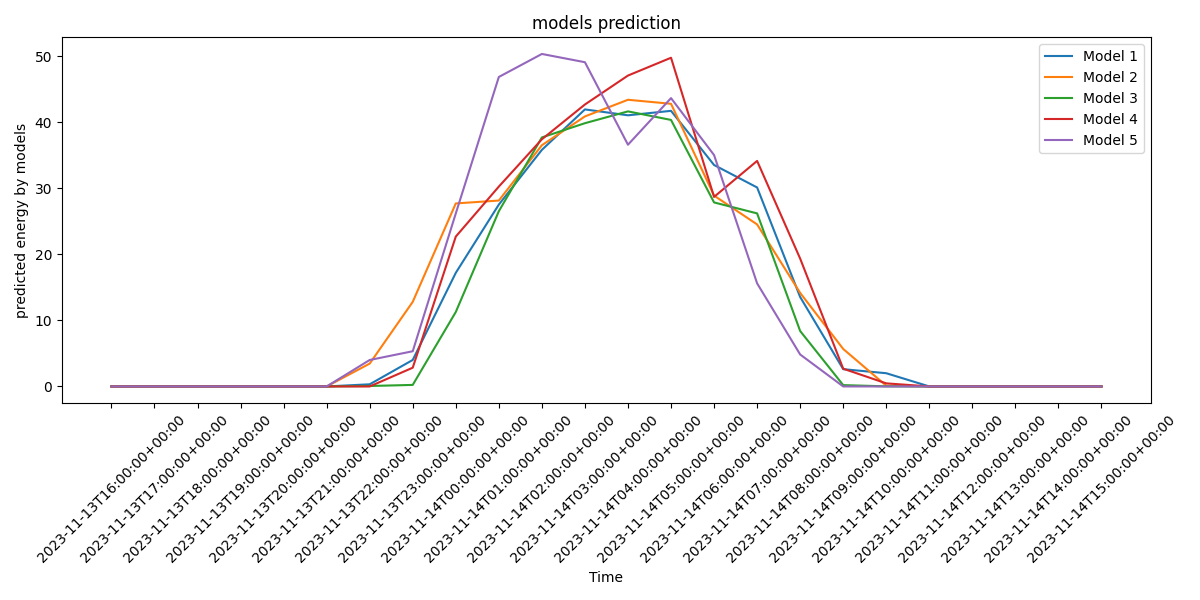 models prediction
predicted energy by models
50
40
30
20
10
0
Model 1
Model 2
Model 3
Model 4
Model 5
2023-11-13T16:00:00+00:00
2023-11-13T17:00:00+00:00
2023-11-13T18:00:00+00:00
2023-11-13T19:00:00+00:00
2023-11-13T20:00:00+00:00
2023-11-13T21:00:00+00:00
2023-11-13T22:00:00+00:00
2023-11-13T23:00:00+00:00
2023-11-14T00:00:00+00:00
2023-11-14T01:00:00+00:00
2023-11-14T02:00:00+00:00
2023-11-14T03:00:00+00:00
2023-11-14T04:00:00+00:00
2023-11-14T05:00:00+00:00
2023-11-14T06:00:00+00:00
2023-11-14T07:00:00+00:00
2023-11-14T08:00:00+00:00
2023-11-14T09:00:00+00:00
2023-11-14T10:00:00+00:00
2023-11-14T11:00:00+00:00
2023-11-14T12:00:00+00:00
2023-11-14T13:00:00+00:00
2023-11-14T14:00:00+00:00
2023-11-14T15:00:00+00:00
Time